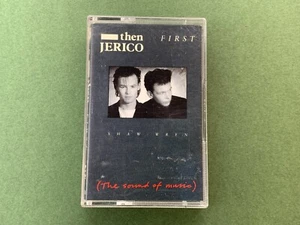 then
JERICO
FIRST
(The sound of music)